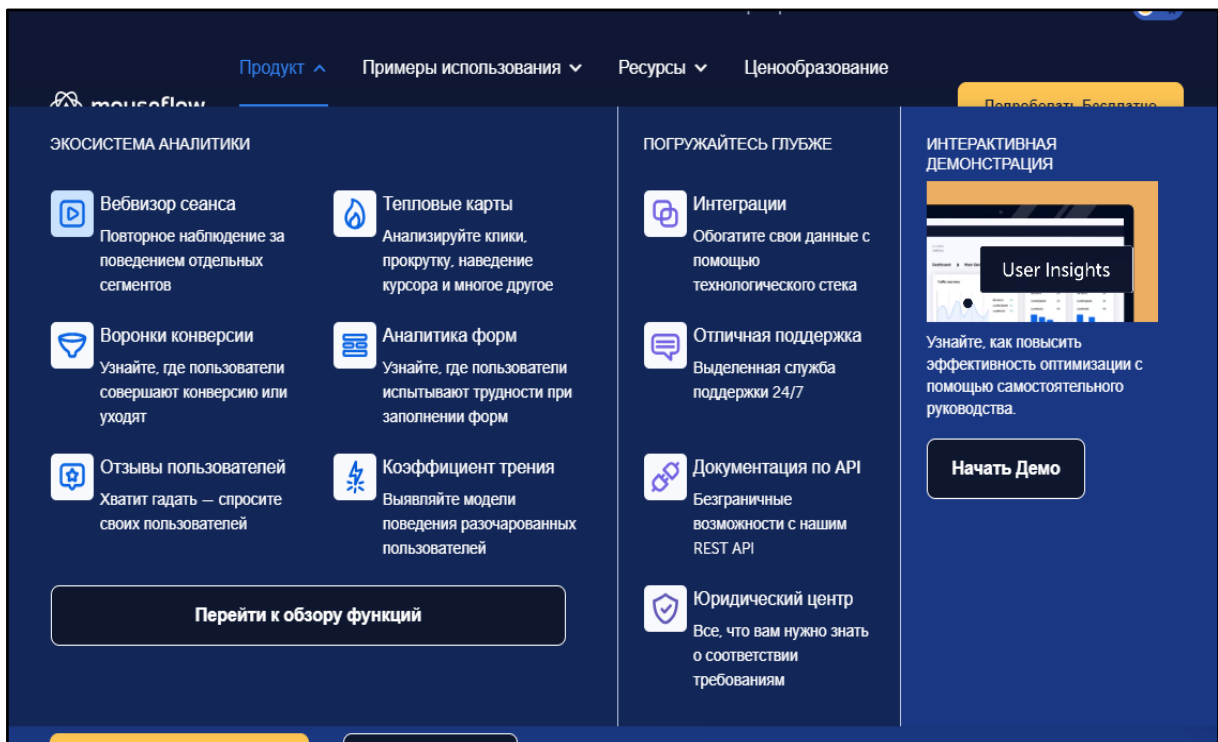 Продукт
Примеры использования
Ресурсы
Ценообразование
mouseflow
Попробовать Бесплатно
ЭКОСИСТЕМА АНАЛИТИКИ
Вебвизор сеанса
Повторное наблюдение за
поведением отдельных
сегментов
Тепловые карты
Анализируйте клики,
прокрутку, наведение
курсора и многое другое
Воронки конверсии
Узнайте, где пользователи
совершают конверсию или
уходят
Аналитика форм
Узнайте, где пользователи
испытывают трудности при
заполнении форм
Отзывы пользователей
Хватит гадать — спросите
своих пользователей
Коэффициент трения
Выявляйте модели
поведения разочарованных
пользователей
Перейти к обзору функций
ПОГРУЖАЙТЕСЬ ГЛУБЖЕ
Интеграции
Обогатите свои данные с
помощью
технологического стека
Отличная поддержка
Выделенная служба
поддержки 24/7
Документация по API
Безграничные
возможности с нашим
REST API
Юридический центр
Все, что вам нужно знать
о соответствии
требованиям
ИНТЕРАКТИВНАЯ
ДЕМОНСТРАЦИЯ
User Insights
Узнайте, как повысить
эффективность оптимизации с
помощью самостоятельного
руководства.
Начать Демо